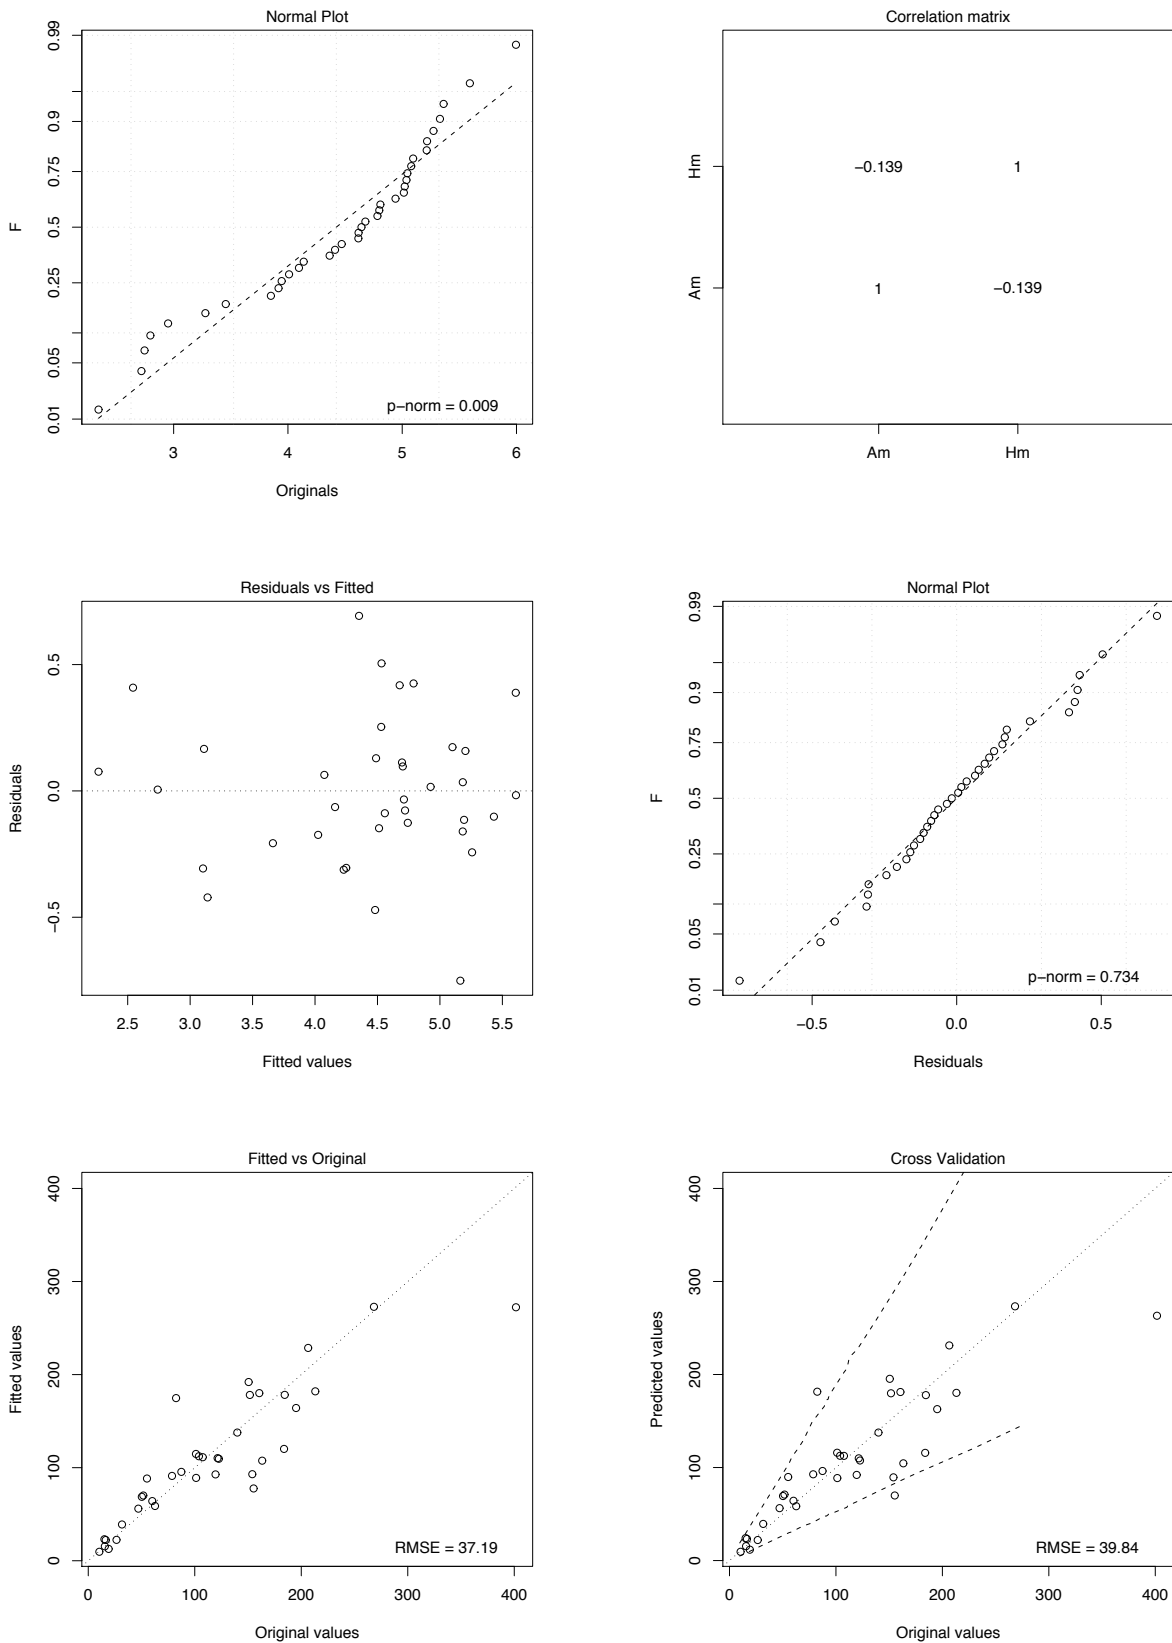 Normal Plot
0.99
0.9
0.75
0.5
0.25
0.05
0.01
F
p−norm = 0.009
3 4 5 6
Originals
Correlation matrix
Hm
Am
−0.139 1
1 −0.139
Am Hm
Residuals vs Fitted
0.5
0.0
−0.5
Residuals
2.5 3.0 3.5 4.0 4.5 5.0 5.5
Fitted values
Normal Plot
0.99
0.9
0.75
0.5
0.25
0.05
0.01
F
p−norm = 0.734
−0.5 0.0 0.5
Residuals
Fitted vs Original
400
300
200
100
0
Fitted values
RMSE = 37.19
0 100 200 300 400
Original values
Cross Validation
400
300
200
100
0
Predicted values
RMSE = 39.84
0 100 200 300 400
Original values